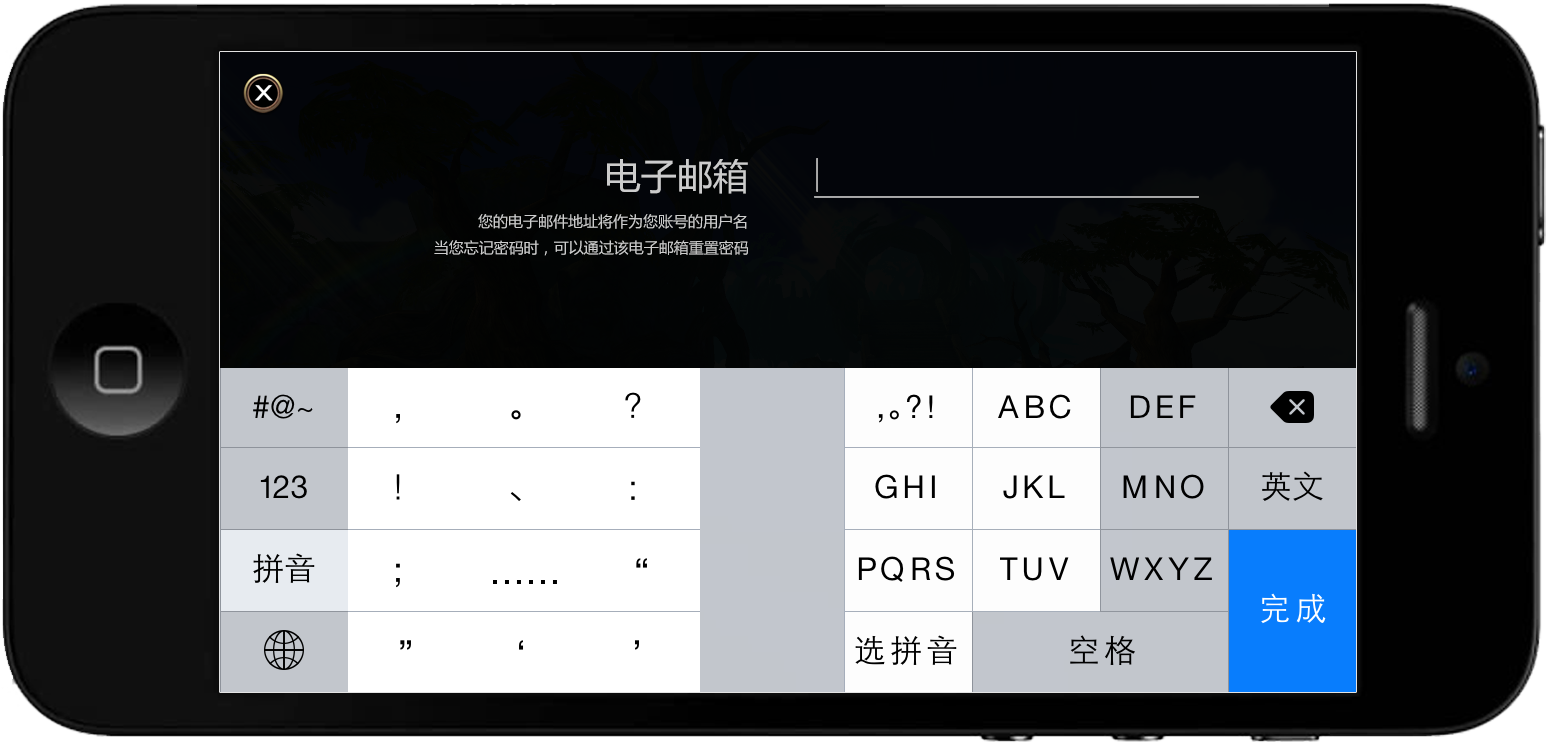 电子邮箱
您的电子邮件地址将作为您账号的用户名
当您忘记密码时，可以通过该电子邮箱重置密码
#@~ , 。 ? ,。?! ABC DEF
123 ! 、 : GHI JKL MNO 英文
拼音 ; …… “ PQRS TUV WXYZ
完成
” ‘ ’ 选拼音 空格